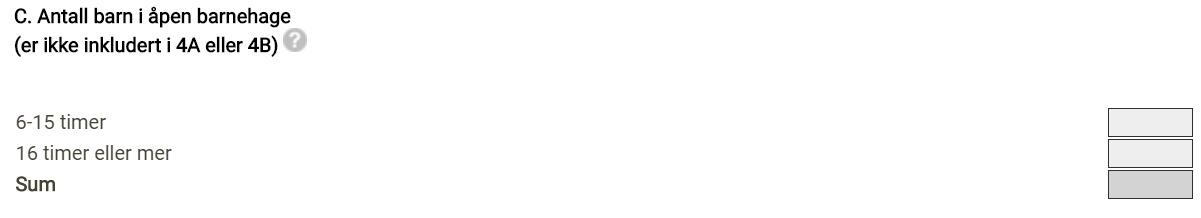 C. Antall barn i åpen barnehage
(er ikke inkludert i 4A eller 4B) ?
6-15 timer
16 timer eller mer
Sum